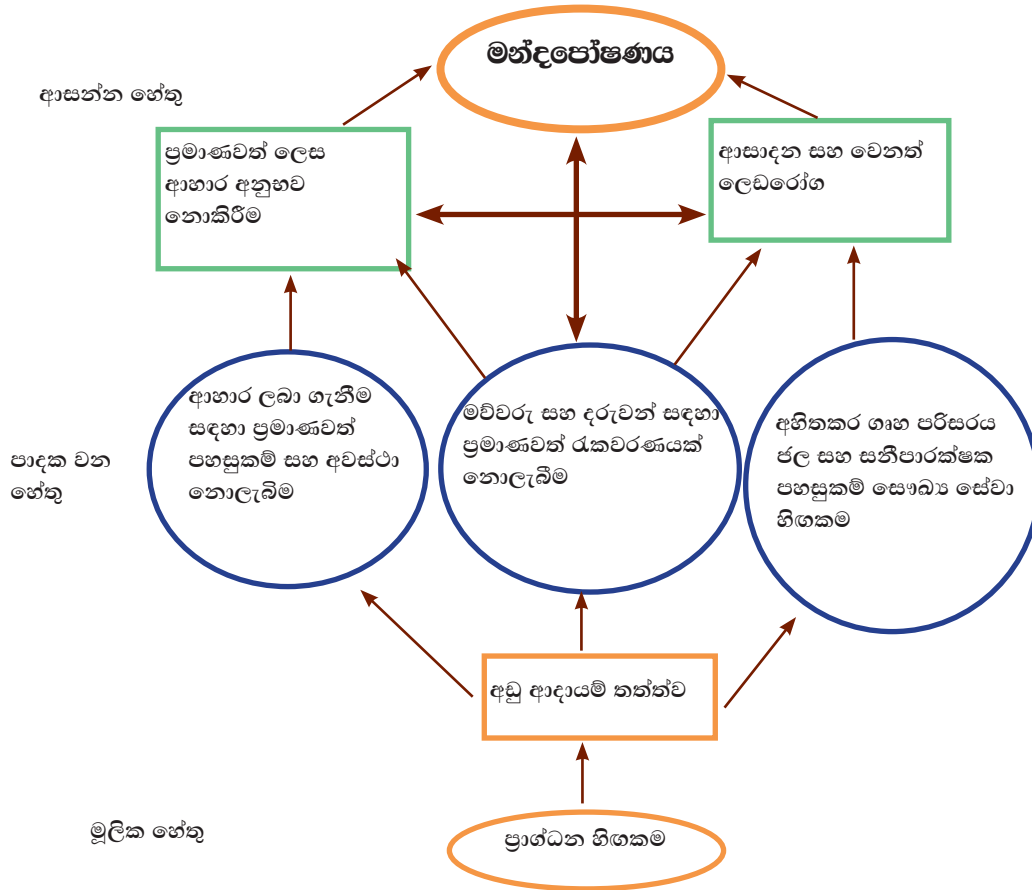 මන්දපෝෂණය
ආසන්න හේතු
ප්‍රමාණවත් ලෙස
ආහාර අනුභව
නොකිරීම
ආසාදන සහ වෙනත්
ලෙඩරෝග
පාදක වන
හේතු
ආහාර ලබා ගැනීම
සඳහා ප්‍රමාණවත්
පහසුකම් සහ අවස්ථා
නොලැබිම
මව්වරු සහ දරුවන් සඳහා
ප්‍රමාණවත් රැකවරණයක්
නොලැබීම
අහිතකර ගෘහ පරිසරය
ජල සහ සනීපාරක්ෂක
පහසුකම් සෞඛ්‍ය සේවා
හිඟකම
අඩු ආදායම් තත්ත්ව
මූලික හේතු
ප්‍රාග්ධන හිඟකම